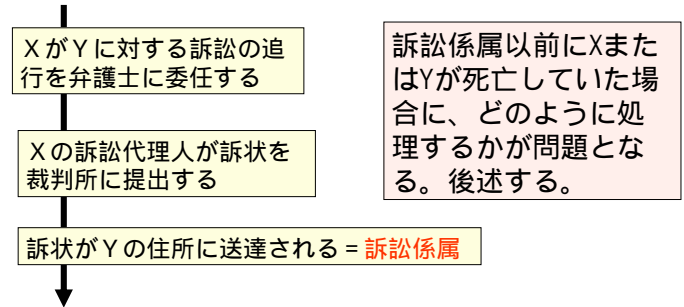 ＸがＹに対する訴訟の追
行を弁護士に委任する
Ｘの訴訟代理人が訴状を
裁判所に提出する
訴状がＹの住所に送達される = 訴訟係属
訴訟係属以前にXまた
はYが死亡していた場
合に、どのように処
理するかが問題とな
る。後述する。